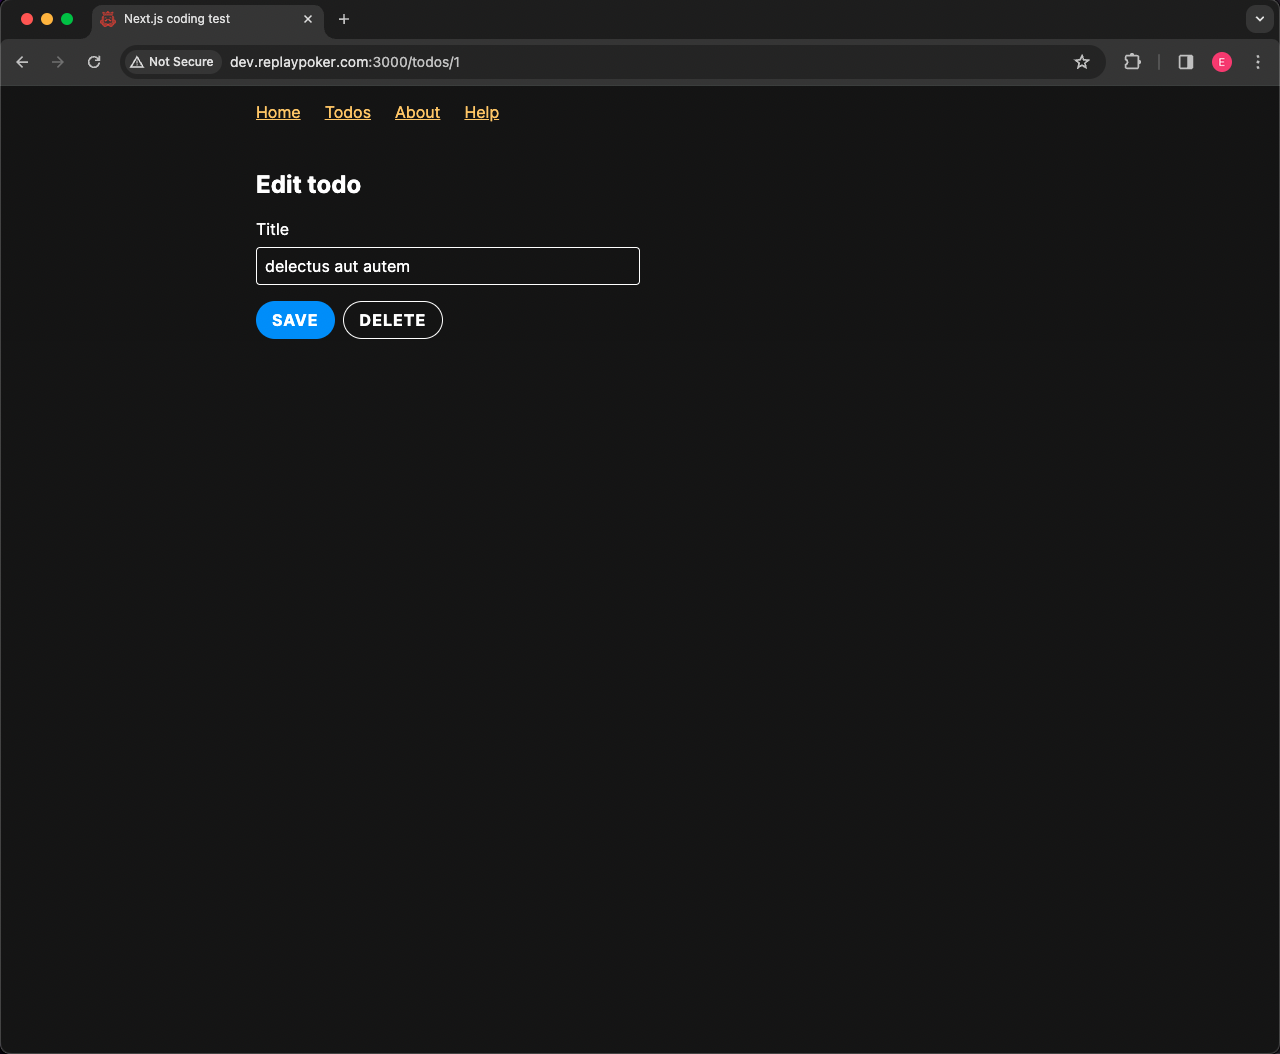 Next.js coding test
Not Secure dev.replaypoker.com:3000/todos/1
E
Home Todos About Help
Edit todo
Title
delectus aut autem
SAVE DELETE